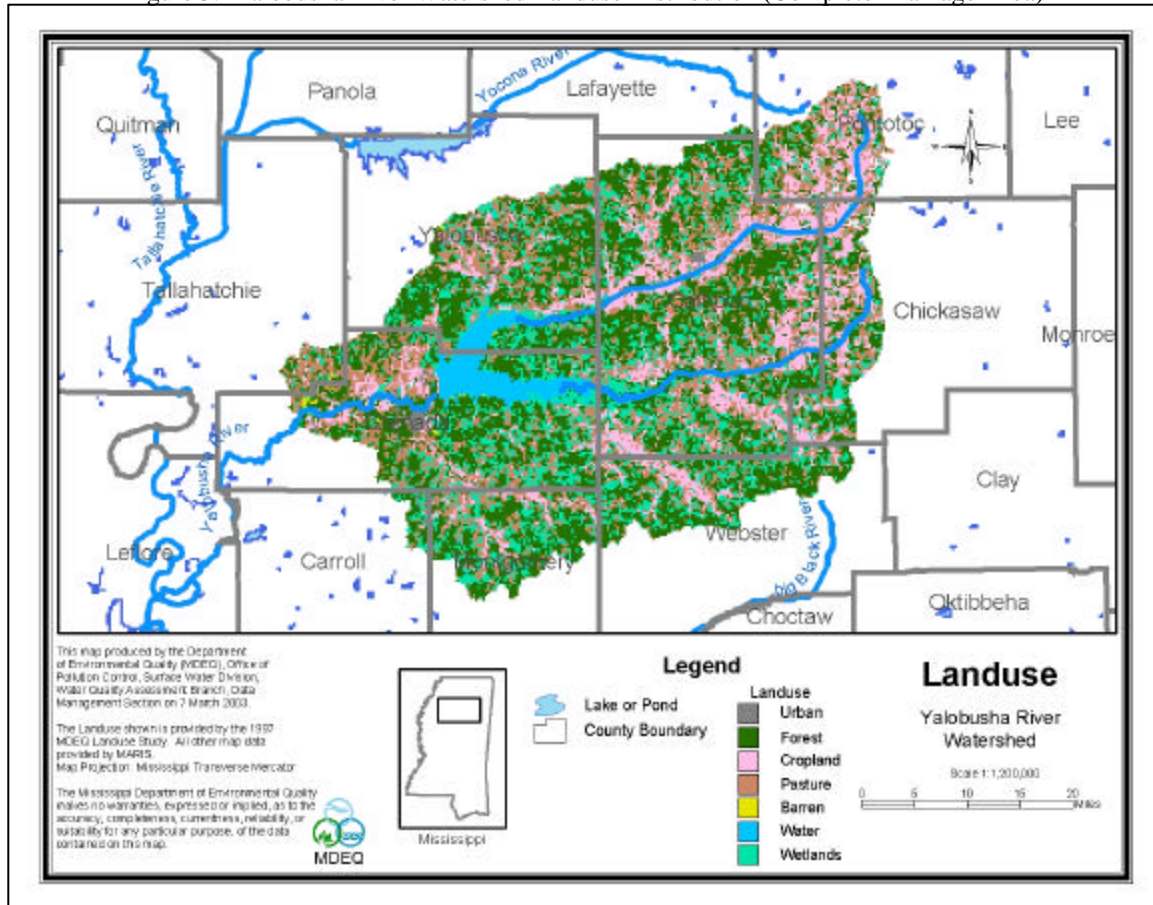 Panola
Yocona River
Lafayette
Quitman
Pontotoc
Lee
Tallahatchie River
Yalobusha
Tallahatchie
Chickasaw
Monroe
Yalobusha River
Clay
Leflore
Carroll
Montgomery
Webster
Big Black River
Choctaw
Oktibbeha
This map produced by the Department
of Environmental Quality (MDEQ), Office of
Pollution Control, Surface Water Division,
Water Quality Assessment Branch, Data
Management Section on 7 March 2003.
The Landuse shown is provided by the 1997
MDEQ Landuse Study. All other map data
provided by MARIS.
Map Projection: Mississippi Transverse Mercator
The Mississippi Department of Environmental Quality
makes no warranties, expressed or implied, as to the
accuracy, completeness, currentness, reliability, or
suitability for any particular purpose, of the data
contained on this map.
MDEQ
Mississippi
Legend
Lake or Pond
County Boundary
Landuse
Urban
Forest
Cropland
Pasture
Barren
Water
Wetlands
Landuse
Yalobusha River
Watershed
Scale 1:1,200,000
0 5 10 15 20
Miles